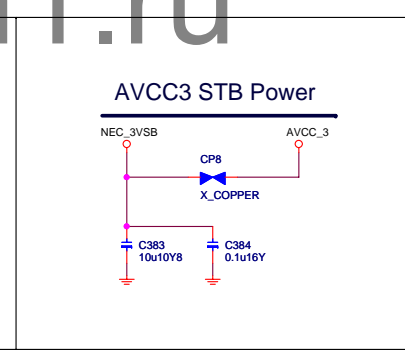 AVCC3 STB Power
NEC_3VSB
AVCC_3
CP8
X_COPPER
C383
10u10Y8
C384
0.1u16Y